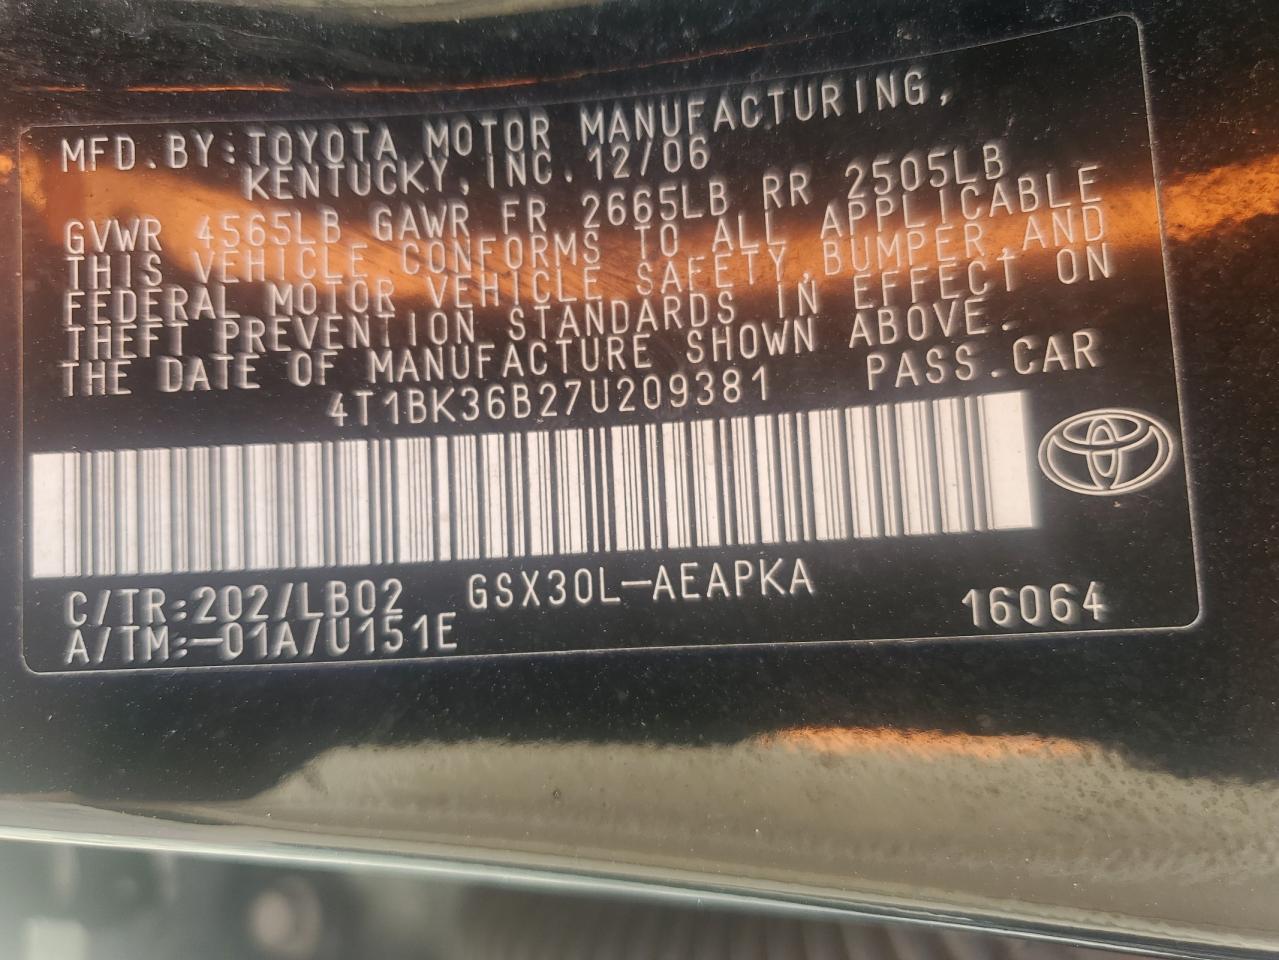 MFD.BY:TOYOTA MOTOR MANUFACTURING,
KENTUCKY,INC. 12/06
GVWR 4565LB GAWR FR 2665LB RR 2505LB
THIS VEHICLE CONFORMS TO ALL APPLICABLE
FEDERAL MOTOR VEHICLE SAFETY,BUMPER,AND
THEFT PREVENTION STANDARDS IN EFFECT ON
THE DATE OF MANUFACTURE SHOWN ABOVE.
4T1BK36B27U209381 PASS.CAR
C/TR:202/LB02 GSX30L-AEAPKA 16064
A/TM:-01A/U151E